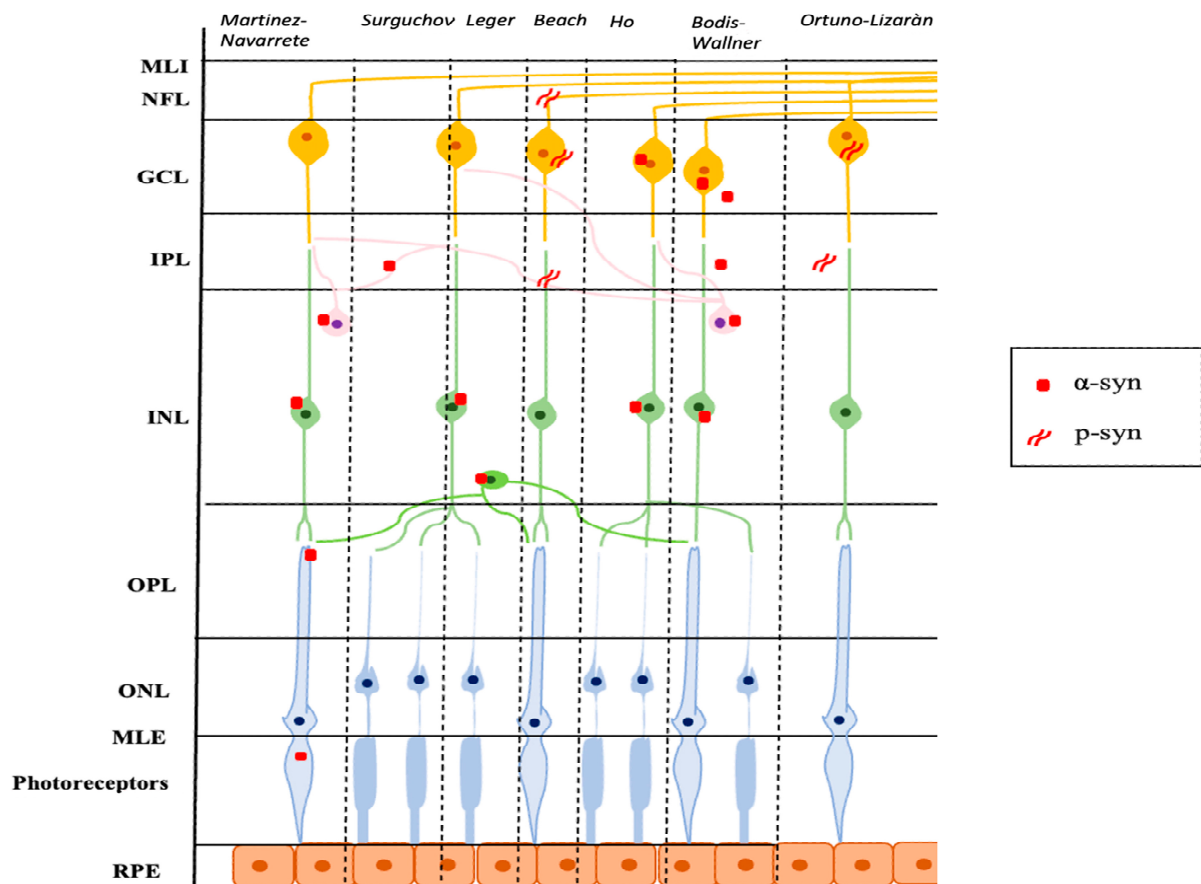 Martinez-
Navarrete
Surguchov
Leger
Beach
Ho
Bodis-
Wallner
Ortuno-Lizaràn
MLI
NFL
GCL
IPL
INL
OPL
ONL
MLE
Photoreceptors
RPE
α-syn
p-syn